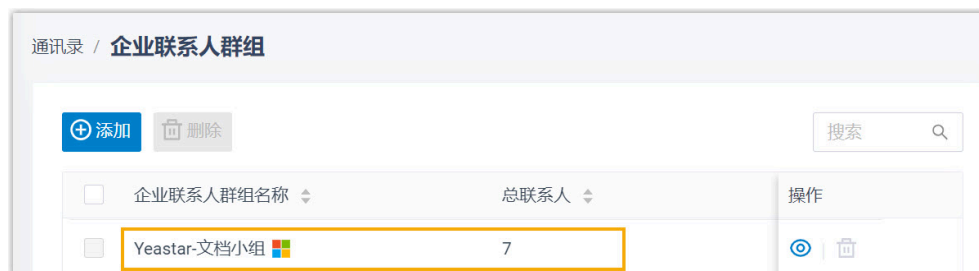 通讯录 / 企业联系人群组
添加 删除 搜索
企业联系人群组名称 总联系人 操作
Yeastar-文档小组 7